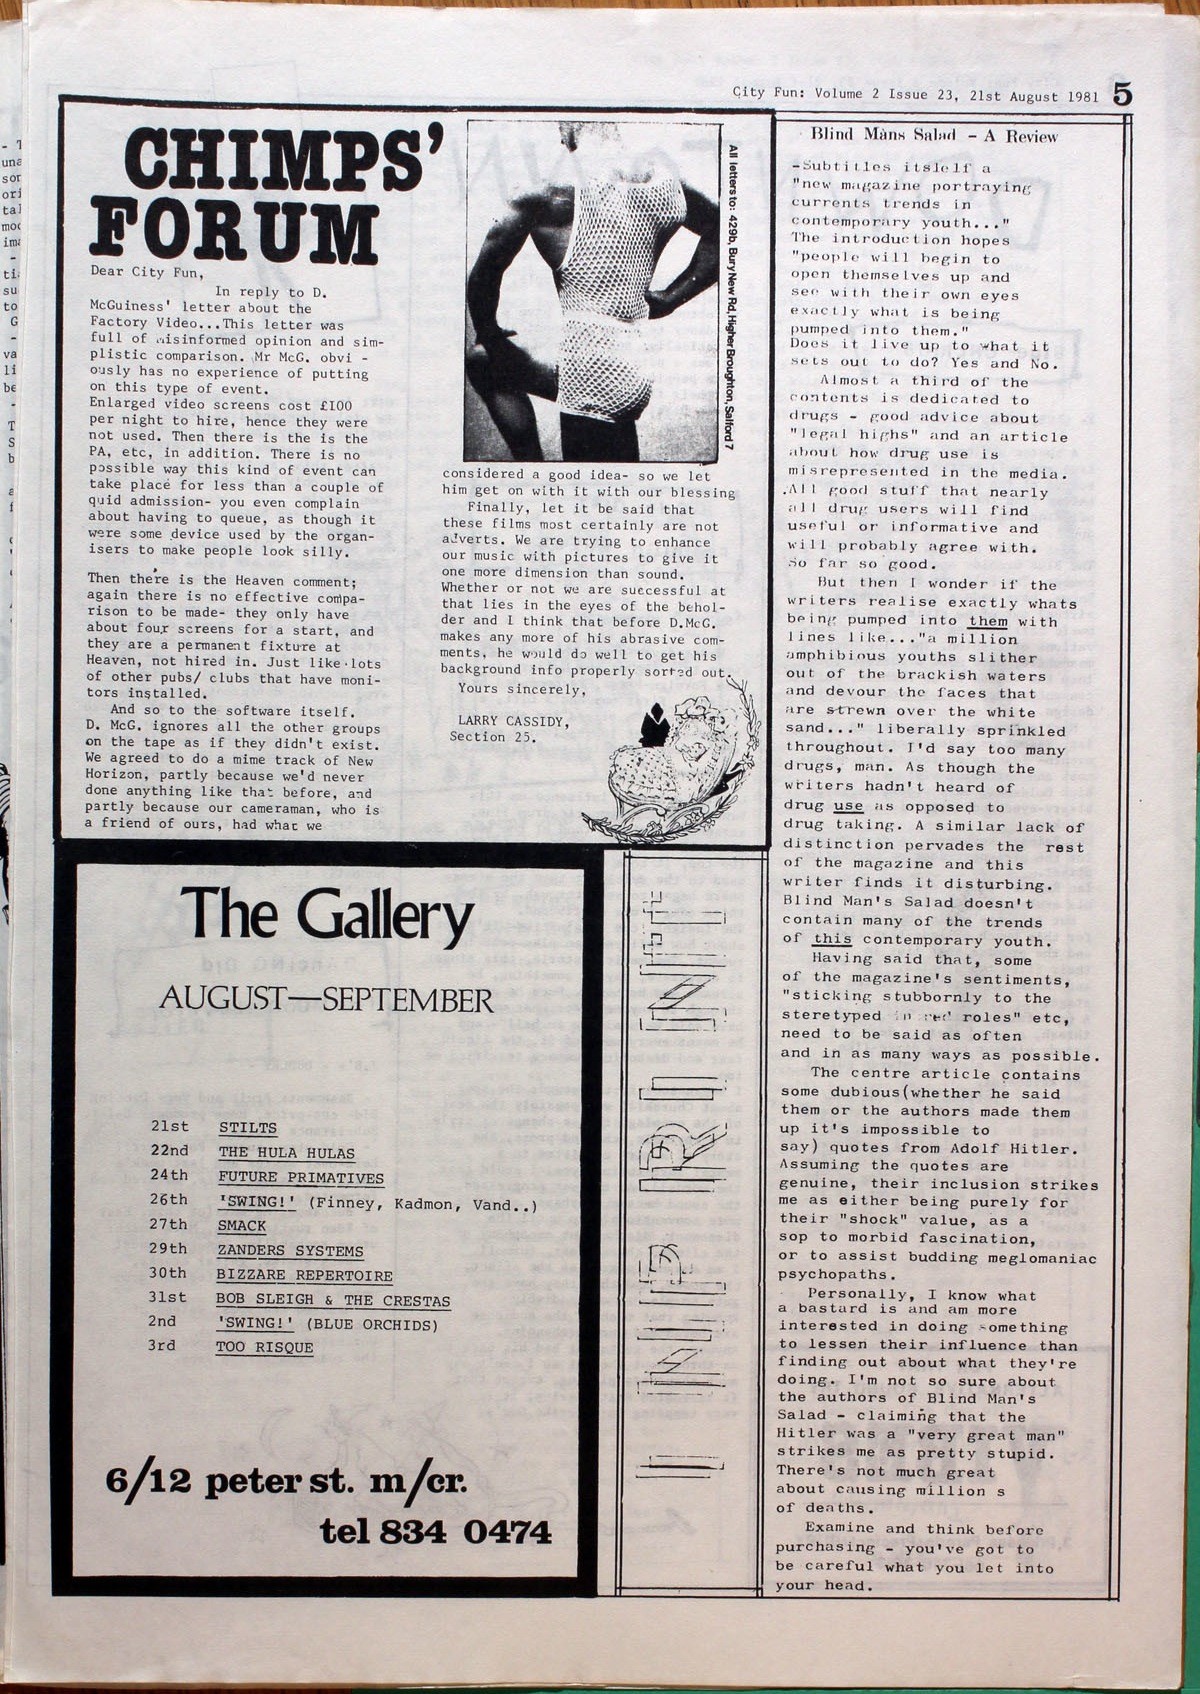 City Fun: Volume 2 Issue 23, 21st August 1981 5
CHIMPS'
FORUM
Dear City Fun,
In reply to D.
McGuiness' letter about the
Factory Video...This letter was
full of misinformed opinion and sim-
plistic comparison. Mr McG. obvi -
ously has no experience of putting
on this type of event.
Enlarged video screens cost £100
per night to hire, hence they were
not used. Then there is the is the
PA, etc, in addition. There is no
possible way this kind of event can
take place for less than a couple of
quid admission- you even complain
about having to queue, as though it
were some device used by the organ-
isers to make people look silly.
Then there is the Heaven comment;
again there is no effective compa-
rison to be made- they only have
about four screens for a start, and
they are a permanent fixture at
Heaven, not hired in. Just like lots
of other pubs/ clubs that have moni-
tors installed.
And so to the software itself.
D. McG. ignores all the other groups
on the tape as if they didn't exist.
We agreed to do a mime track of New
Horizon, partly because we'd never
done anything like that before, and
partly because our cameraman, who is
a friend of ours, had what we
All letters to: 429b, Bury New Rd, Higher Broughton, Salford 7
considered a good idea- so we let
him get on with it with our blessing
Finally, let it be said that
these films most certainly are not
adverts. We are trying to enhance
our music with pictures to give it
one more dimension than sound.
Whether or not we are successful at
that lies in the eyes of the behol-
der and I think that before D.McG.
makes any more of his abrasive com-
ments, he would do well to get his
background info properly sorted out.
Yours sincerely,
LARRY CASSIDY,
Section 25.
The Gallery
AUGUST—SEPTEMBER
21st STILTS
22nd THE HULA HULAS
24th FUTURE PRIMATIVES
26th 'SWING!' (Finney, Kadmon, Vand..)
27th SMACK
29th ZANDERS SYSTEMS
30th BIZZARE REPERTOIRE
31st BOB SLEIGH & THE CRESTAS
2nd 'SWING!' (BLUE ORCHIDS)
3rd TOO RISQUE
6/12 peter st. m/cr.
tel 834 0474
Blind Mans Salad - A Review
-Subtitles itslelf a
"new magazine portraying
currents trends in
contemporary youth..."
The introduction hopes
"people will begin to
open themselves up and
see with their own eyes
exactly what is being
pumped into them."
Does it live up to what it
sets out to do? Yes and No.
Almost a third of the
contents is dedicated to
drugs - good advice about
"legal highs" and an article
about how drug use is
misrepresented in the media.
All good stuff that nearly
all drug users will find
useful or informative and
will probably agree with.
So far so good.
But then I wonder if the
writers realise exactly whats
being pumped into them with
lines like..."a million
amphibious youths slither
out of the brackish waters
and devour the faces that
are strewn over the white
sand..." liberally sprinkled
throughout. I'd say too many
drugs, man. As though the
writers hadn't heard of
drug use as opposed to
drug taking. A similar lack of
distinction pervades the rest
of the magazine and this
writer finds it disturbing.
Blind Man's Salad doesn't
contain many of the trends
of this contemporary youth.
Having said that, some
of the magazine's sentiments,
"sticking stubbornly to the
steretyped roles" etc,
need to be said as often
and in as many ways as possible.
The centre article contains
some dubious(whether he said
them or the authors made them
up it's impossible to
say) quotes from Adolf Hitler.
Assuming the quotes are
genuine, their inclusion strikes
me as either being purely for
their "shock" value, as a
sop to morbid fascination,
or to assist budding meglomaniac
psychopaths.
Personally, I know what
a bastard is and am more
interested in doing something
to lessen their influence than
finding out about what they're
doing. I'm not so sure about
the authors of Blind Man's
Salad - claiming that the
Hitler was a "very great man"
strikes me as pretty stupid.
There's not much great
about causing million s
of deaths.
Examine and think before
purchasing - you've got to
be careful what you let into
your head.